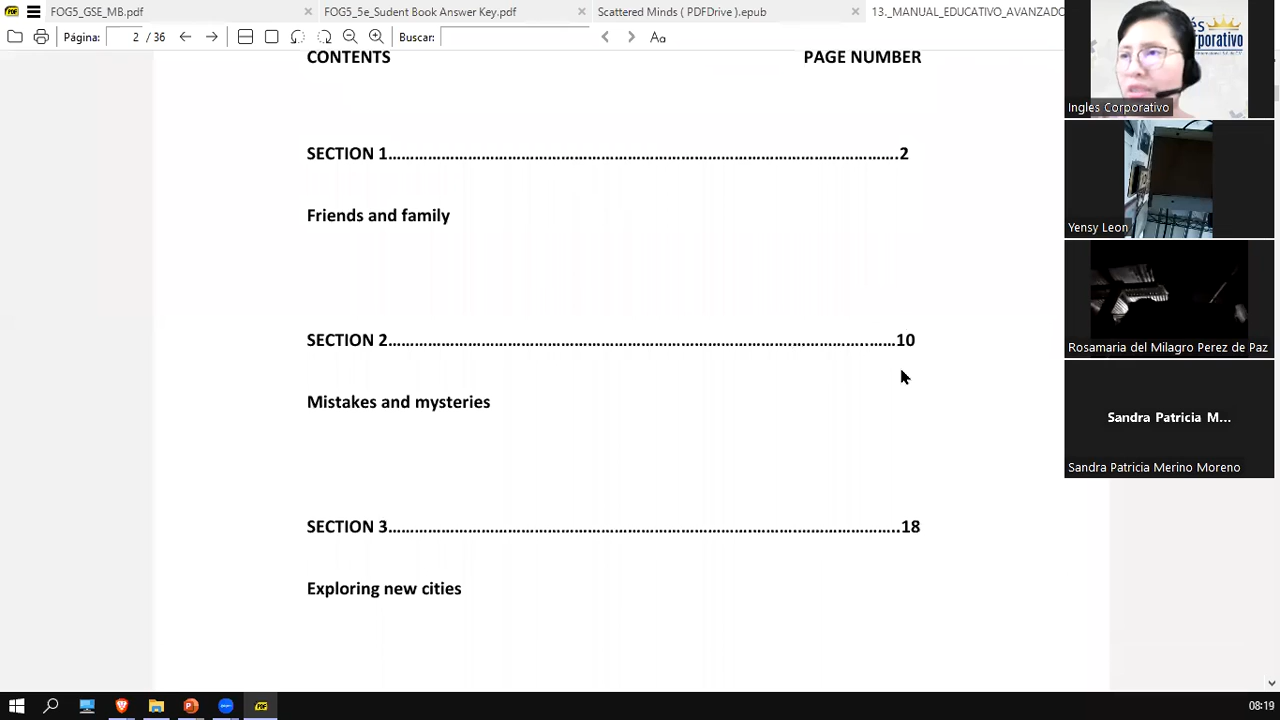 FOG5_GSE_MB.pdf
FOG5_5e_Sudent Book Answer Key.pdf
Scattered Minds ( PDFDrive ).epub
13._MANUAL_EDUCATIVO_AVANZADO
Página: 2 / 36
Buscar:
Aa
CONTENTS PAGE NUMBER
SECTION 1……………………………………………………………………………………….2
Friends and family
SECTION 2…………………………………………………………………….…………..……10
Mistakes and mysteries
SECTION 3…………………………………………………………….…….………………..18
Exploring new cities
és
rporativo
Ingles Corporativo
Yensy Leon
Rosamaria del Milagro Perez de Paz
Sandra Patricia M...
Sandra Patricia Merino Moreno
08:19